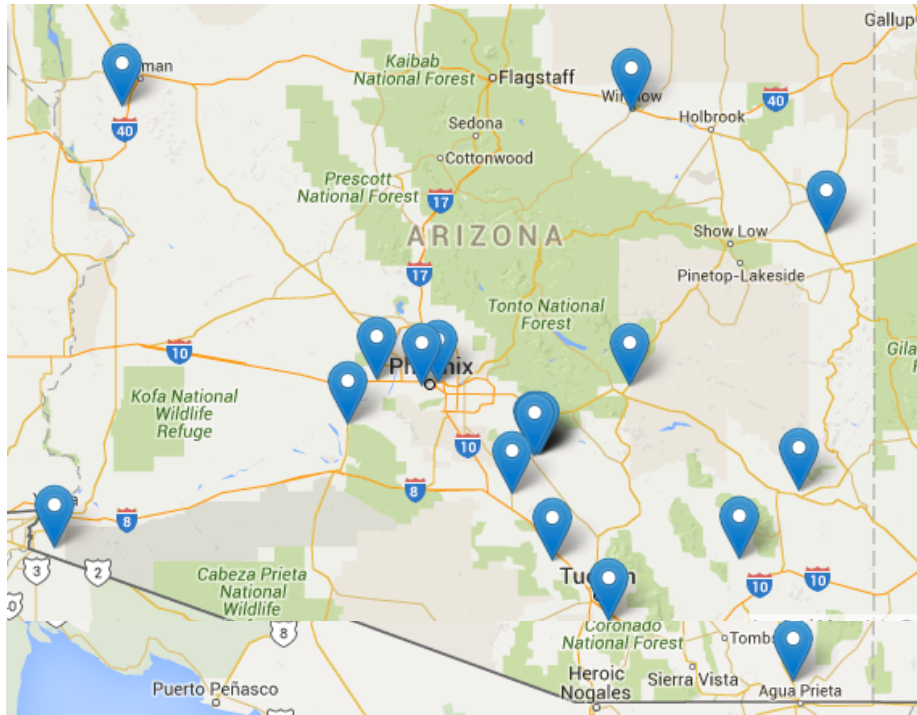 Gallup
Kaibab
National Forest
Flagstaff
man
40
Winslow
40
Holbrook
Sedona
Cottonwood
Prescott
National Forest
17
ARIZONA
Show Low
Pinetop-Lakeside
17
Tonto National
Forest
10
Phoenix
Gila
Kofa National
Wildlife
Refuge
10
8
8
3
2
10
10
Cabeza Prieta
National
Wildlife
Tucson
8
Coronado
National Forest
Tombs
Heroic
Nogales
Sierra Vista
Agua Prieta
Puerto Peñasco